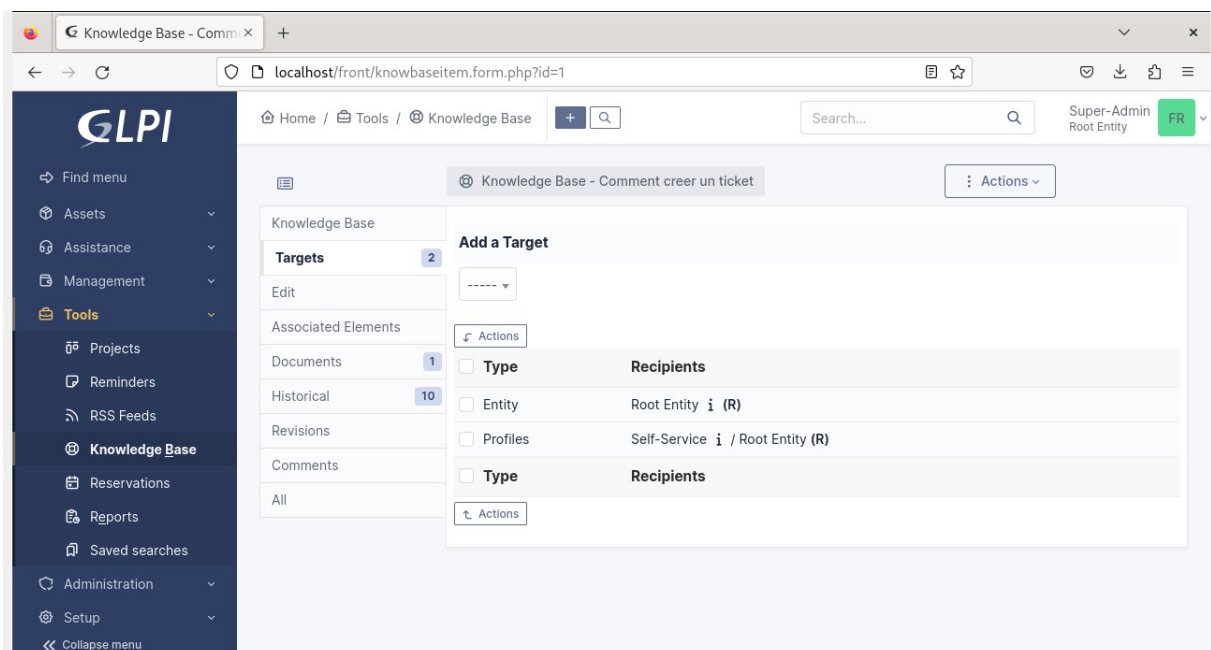 Knowledge Base - Comm
localhost/front/knowbaseitem.form.php?id=1
GLPI
Home / Tools / Knowledge Base
Search...
Super-Admin
Root Entity
FR
Find menu
Assets
Assistance
Management
Tools
Projects
Reminders
RSS Feeds
Knowledge Base
Reservations
Reports
Saved searches
Administration
Setup
Collapse menu
Knowledge Base - Comment creer un ticket
Actions
Knowledge Base
Targets 2
Edit
Associated Elements
Documents 1
Historical 10
Revisions
Comments
All
Add a Target
-----
Actions
Type Recipients
Entity Root Entity i (R)
Profiles Self-Service i / Root Entity (R)
Type Recipients
Actions